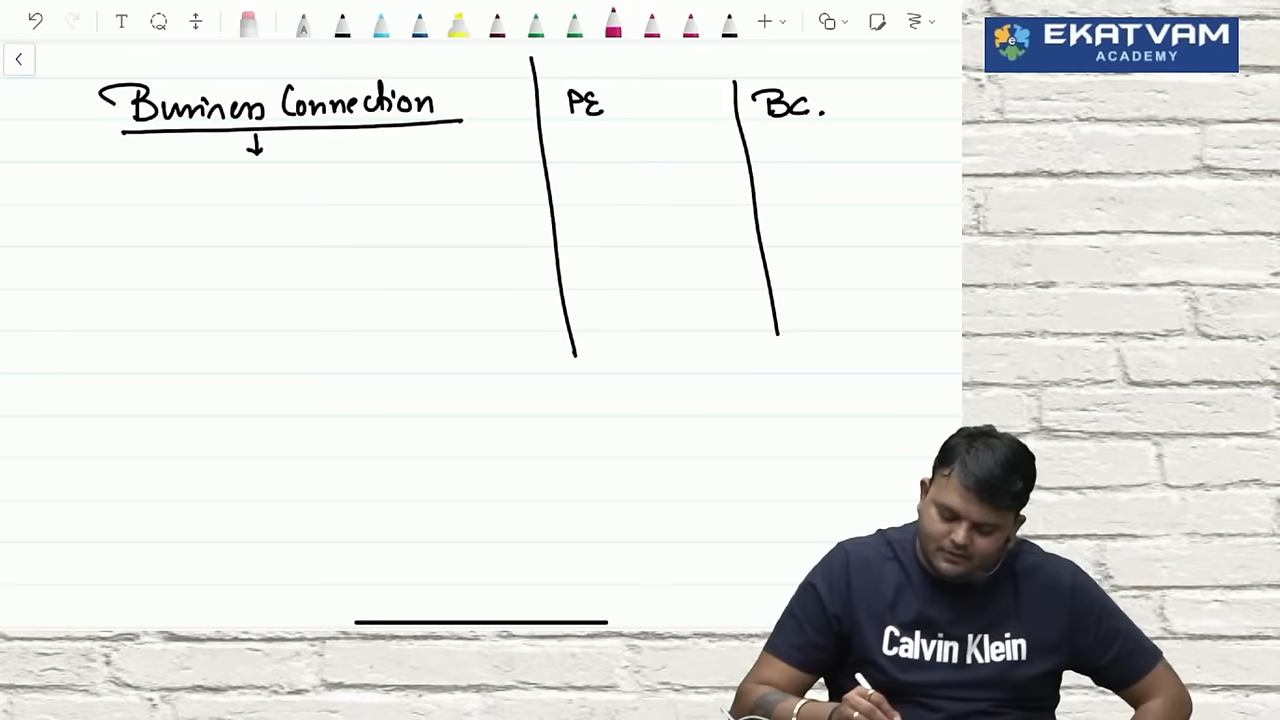 EKATVAM
ACADEMY
Business Connection
PE
BC.
T
A
Calvin Klein